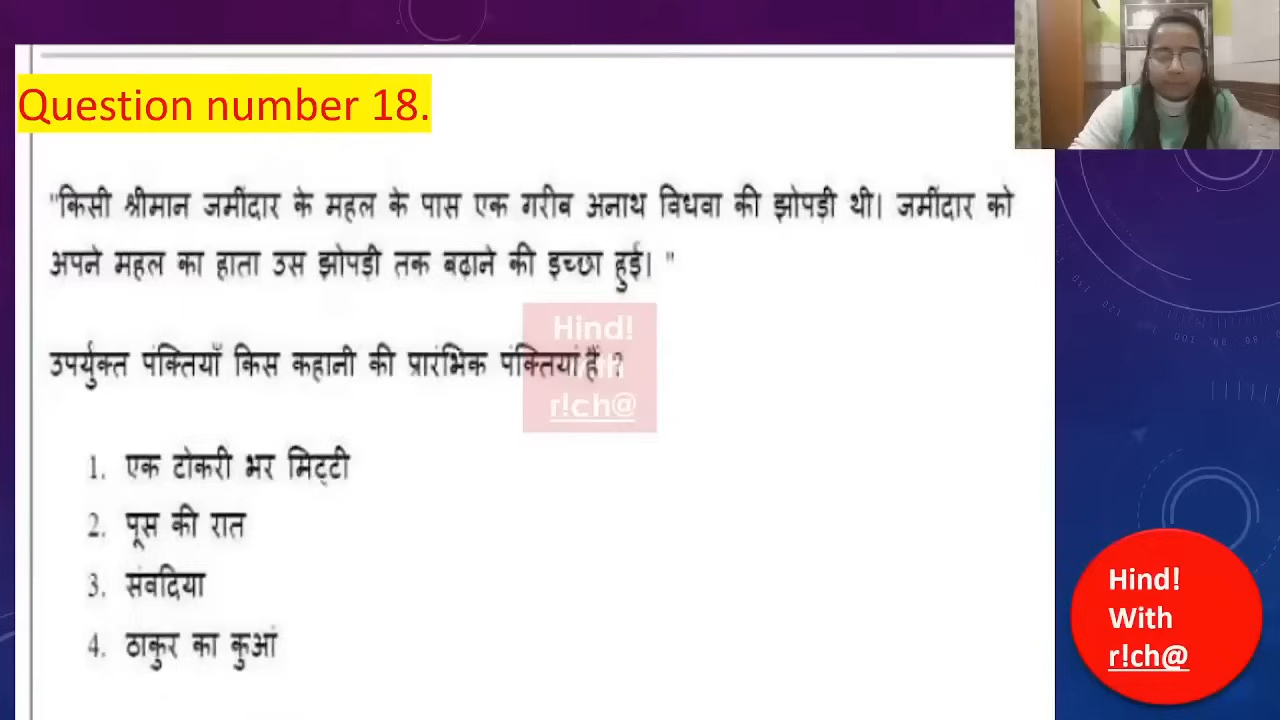 Question number 18.
"किसी श्रीमान जमींदार के महल के पास एक गरीब अनाथ विधवा की झोपड़ी थी। जमींदार को
अपने महल का हाता उस झोपड़ी तक बढ़ाने की इच्छा हुई। "
उपर्युक्त पंक्तियाँ किस कहानी की प्रारंभिक पंक्तियां हैं ?
Hind!
with
r!ch@
1. एक टोकरी भर मिट्टी
2. पूस की रात
3. संवदिया
4. ठाकुर का कुआं
Hind!
With
r!ch@